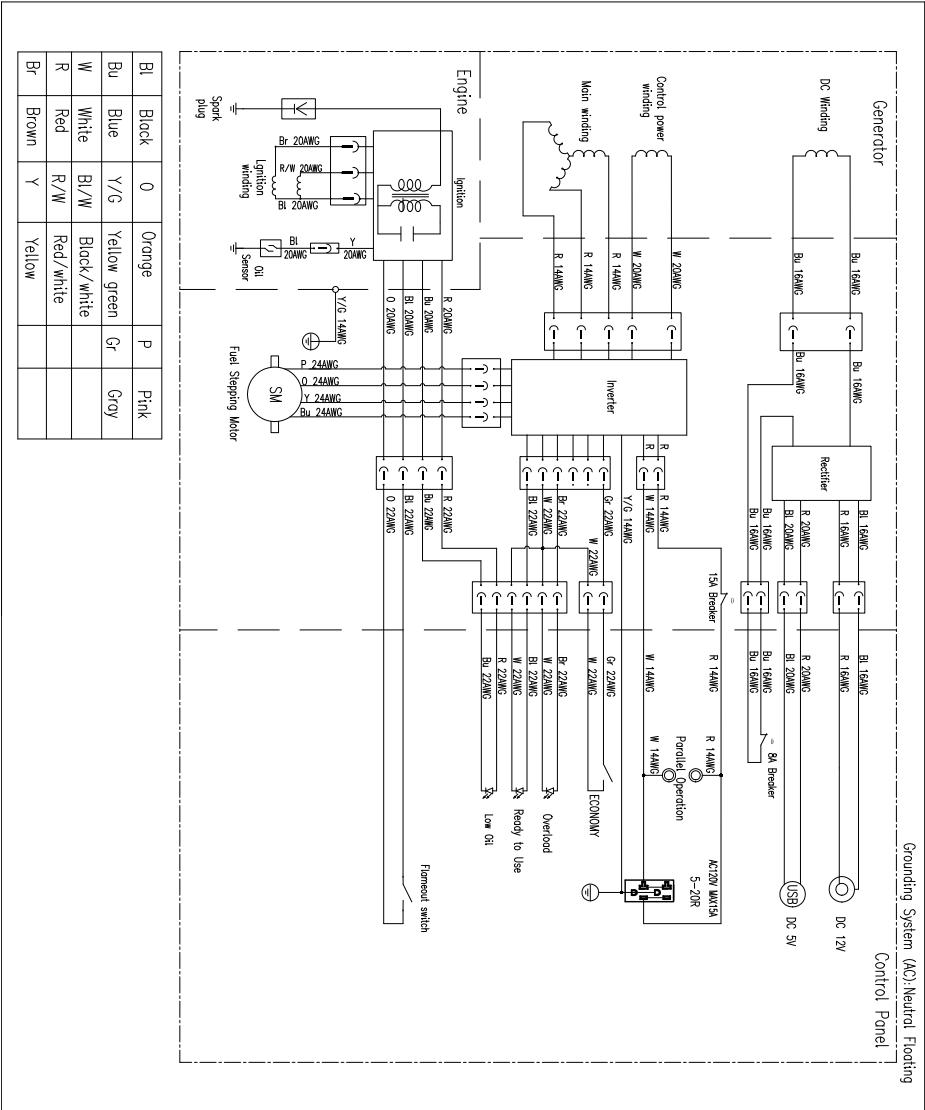 Grounding System (AC):Neutral Floating
Generator
Control Panel
Engine
DC Winding
Control power
winding
Main winding
Bu 16AWG
Bu 16AWG
W 20AWG
W 20AWG
R 14AWG
R 14AWG
R 14AWG
Bu 16AWG
Bu 16AWG
Rectifier
Bl 16AWG
R 16AWG
R 20AWG
Bl 20AWG
Bu 16AWG
Bu 16AWG
Bl 16AWG
R 16AWG
R 20AWG
Bl 20AWG
Bu 16AWG
Bu 16AWG
8A Breaker
DC 12V
USB
DC 5V
Inverter
R
R
R 14AWG
W 14AWG
Y/G 14AWG
15A Breaker
R 14AWG
W 14AWG
R 14AWG
W 14AWG
Parallel Operation
AC120V MAX15A
5-20R
Gr 22AWG
W 22AWG
Br 22AWG
W 22AWG
Bl 22AWG
Gr 22AWG
W 22AWG
ECONOMY
Br 22AWG
W 22AWG
Bl 22AWG
W 22AWG
R 22AWG
Bu 22AWG
Overload
Ready to Use
Low Oil
Ignition
R 20AWG
Bu 20AWG
Bl 20AWG
O 20AWG
R 22AWG
Bu 22AWG
Bl 22AWG
O 22AWG
Flameout switch
Spark
plug
Br 20AWG
R/W 20AWG
Bl 20AWG
Lgnition
winding
Y
20AWG
Bl
20AWG
Oil
Sensor
Y/G 14AWG
P 24AWG
O 24AWG
Y 24AWG
Bu 24AWG
SM
Fuel Stepping Motor
Bl Black O Orange P Pink
Bu Blue Y/G Yellow green Gr Gray
W White Bl/W Black/white
R Red R/W Red/white
Br Brown Y Yellow